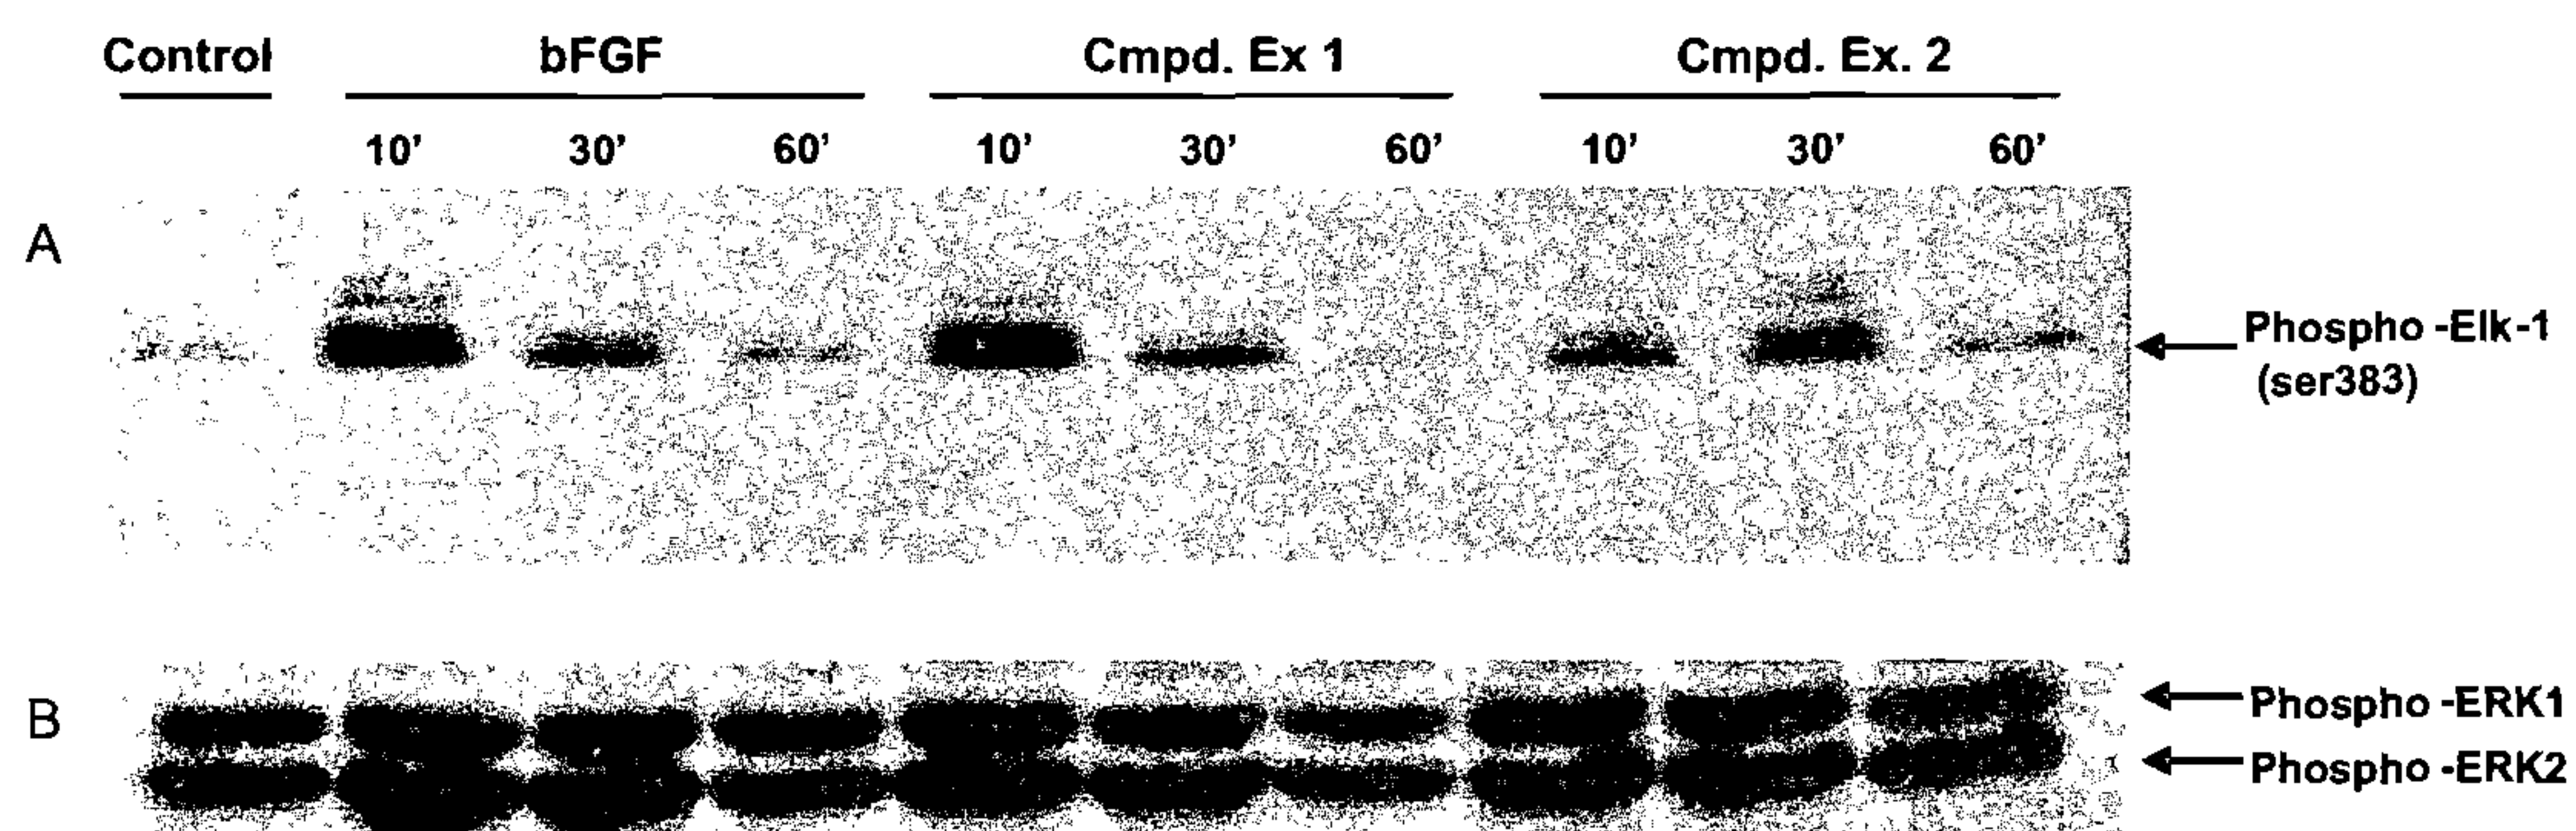 Control bFGF Cmpd. Ex 1 Cmpd. Ex. 2
10' 30' 60' 10' 30' 60' 10' 30' 60'
A
Phospho -Elk-1
(ser383)
B
Phospho -ERK1
Phospho -ERK2